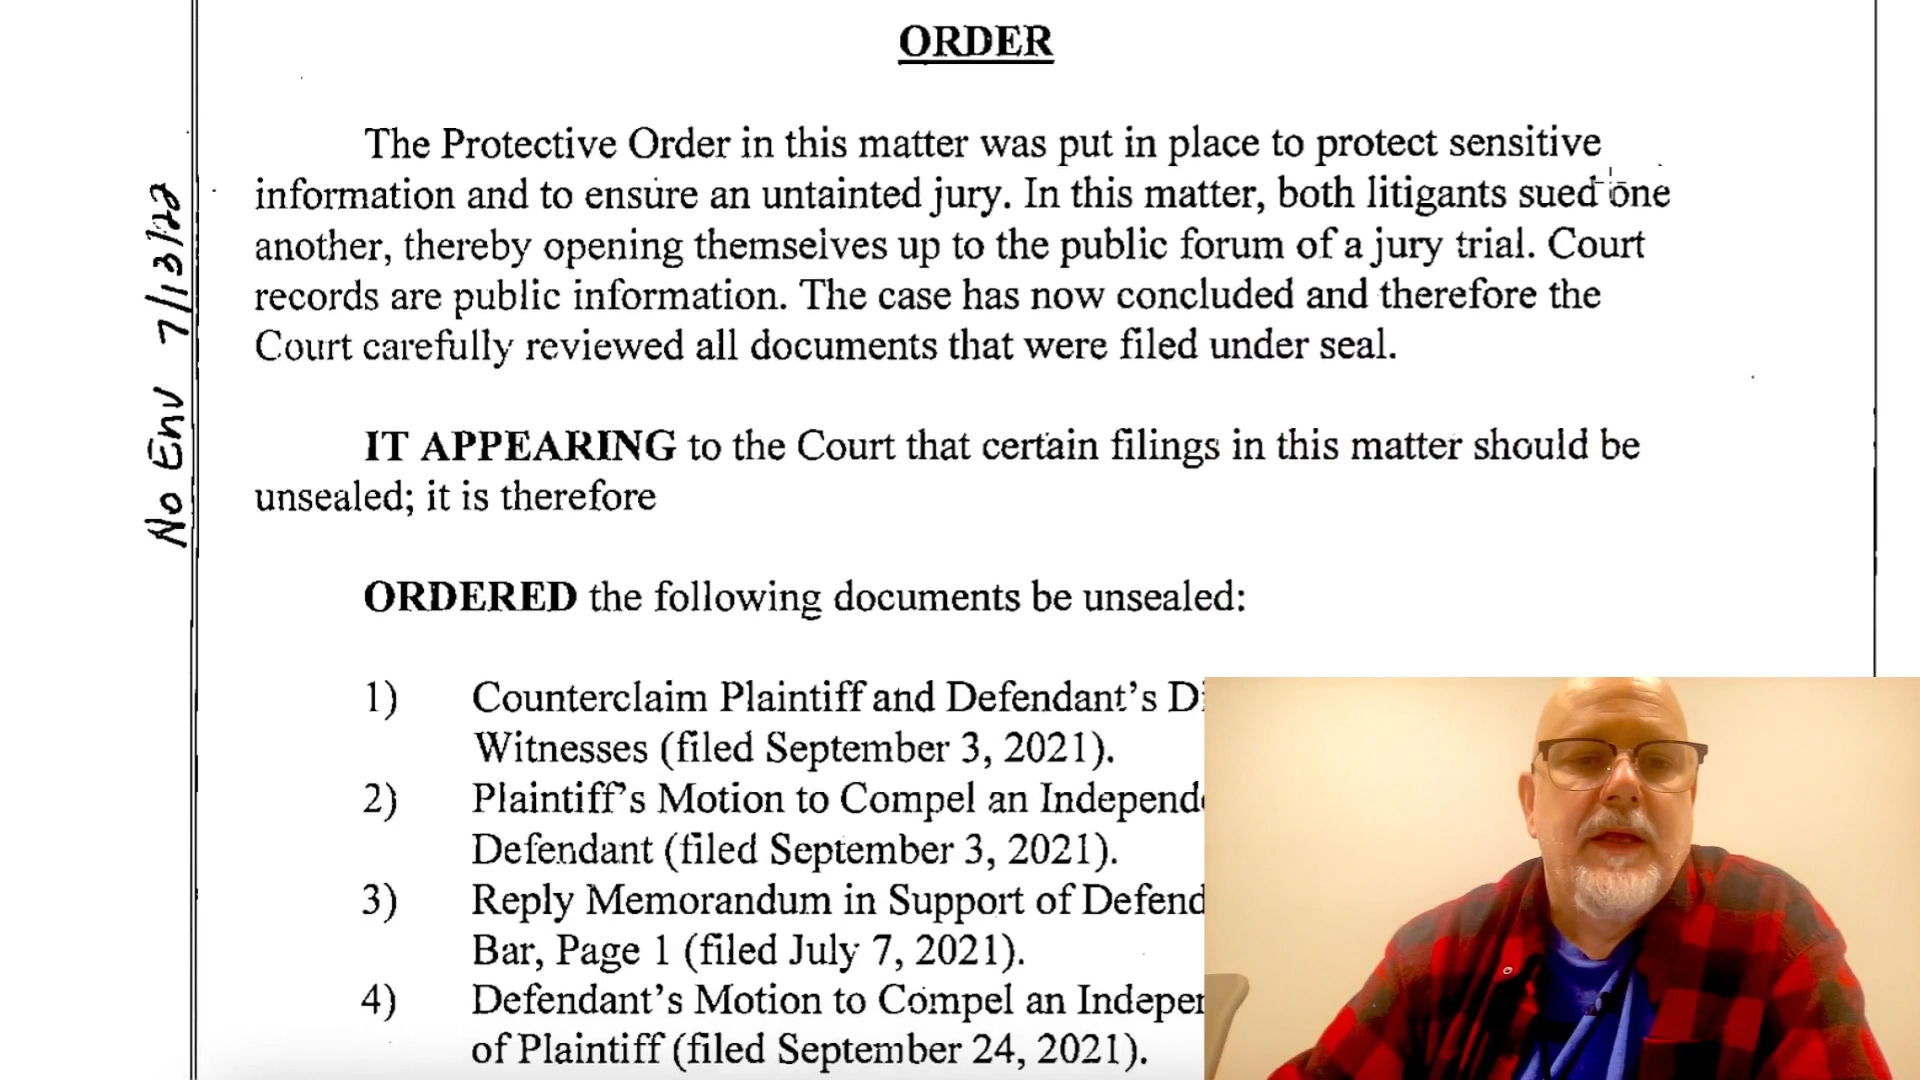 ORDER
The Protective Order in this matter was put in place to protect sensitive
information and to ensure an untainted jury. In this matter, both litigants sued one
another, thereby opening themselves up to the public forum of a jury trial. Court
records are public information. The case has now concluded and therefore the
Court carefully reviewed all documents that were filed under seal.
IT APPEARING to the Court that certain filings in this matter should be
unsealed; it is therefore
ORDERED the following documents be unsealed:
1) Counterclaim Plaintiff and Defendant's
Witnesses (filed September 3, 2021).
2) Plaintiff's Motion to Compel an
Defendant (filed September 3, 2021).
3) Reply Memorandum in Support of
Bar, Page 1 (filed July 7, 2021).
4) Defendant's Motion to Compel an
of Plaintiff (filed September 24, 2021).
No Env 7/13/22